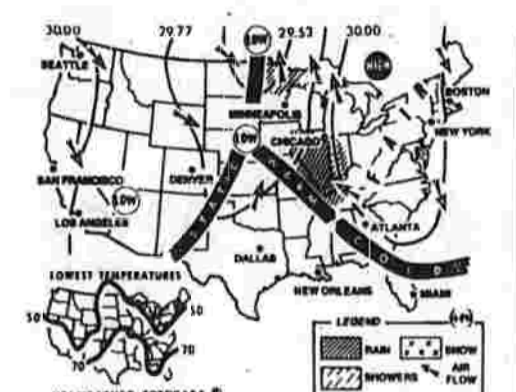 30.00 29.77 LOW 29.53 30.00
SEATTLE
BOSTON
MINNEAPOLIS
NEW YORK
LOW CHICAGO
SAN FRANCISCO DENVER
LOW
LOS ANGELES
WARM
ATLANTA
COLD
DALLAS
NEW ORLEANS MIAMI
LOWEST TEMPERATURES
50 50
70 70
LEGEND
RAIN SNOW
SHOWERS AIR
FLOW